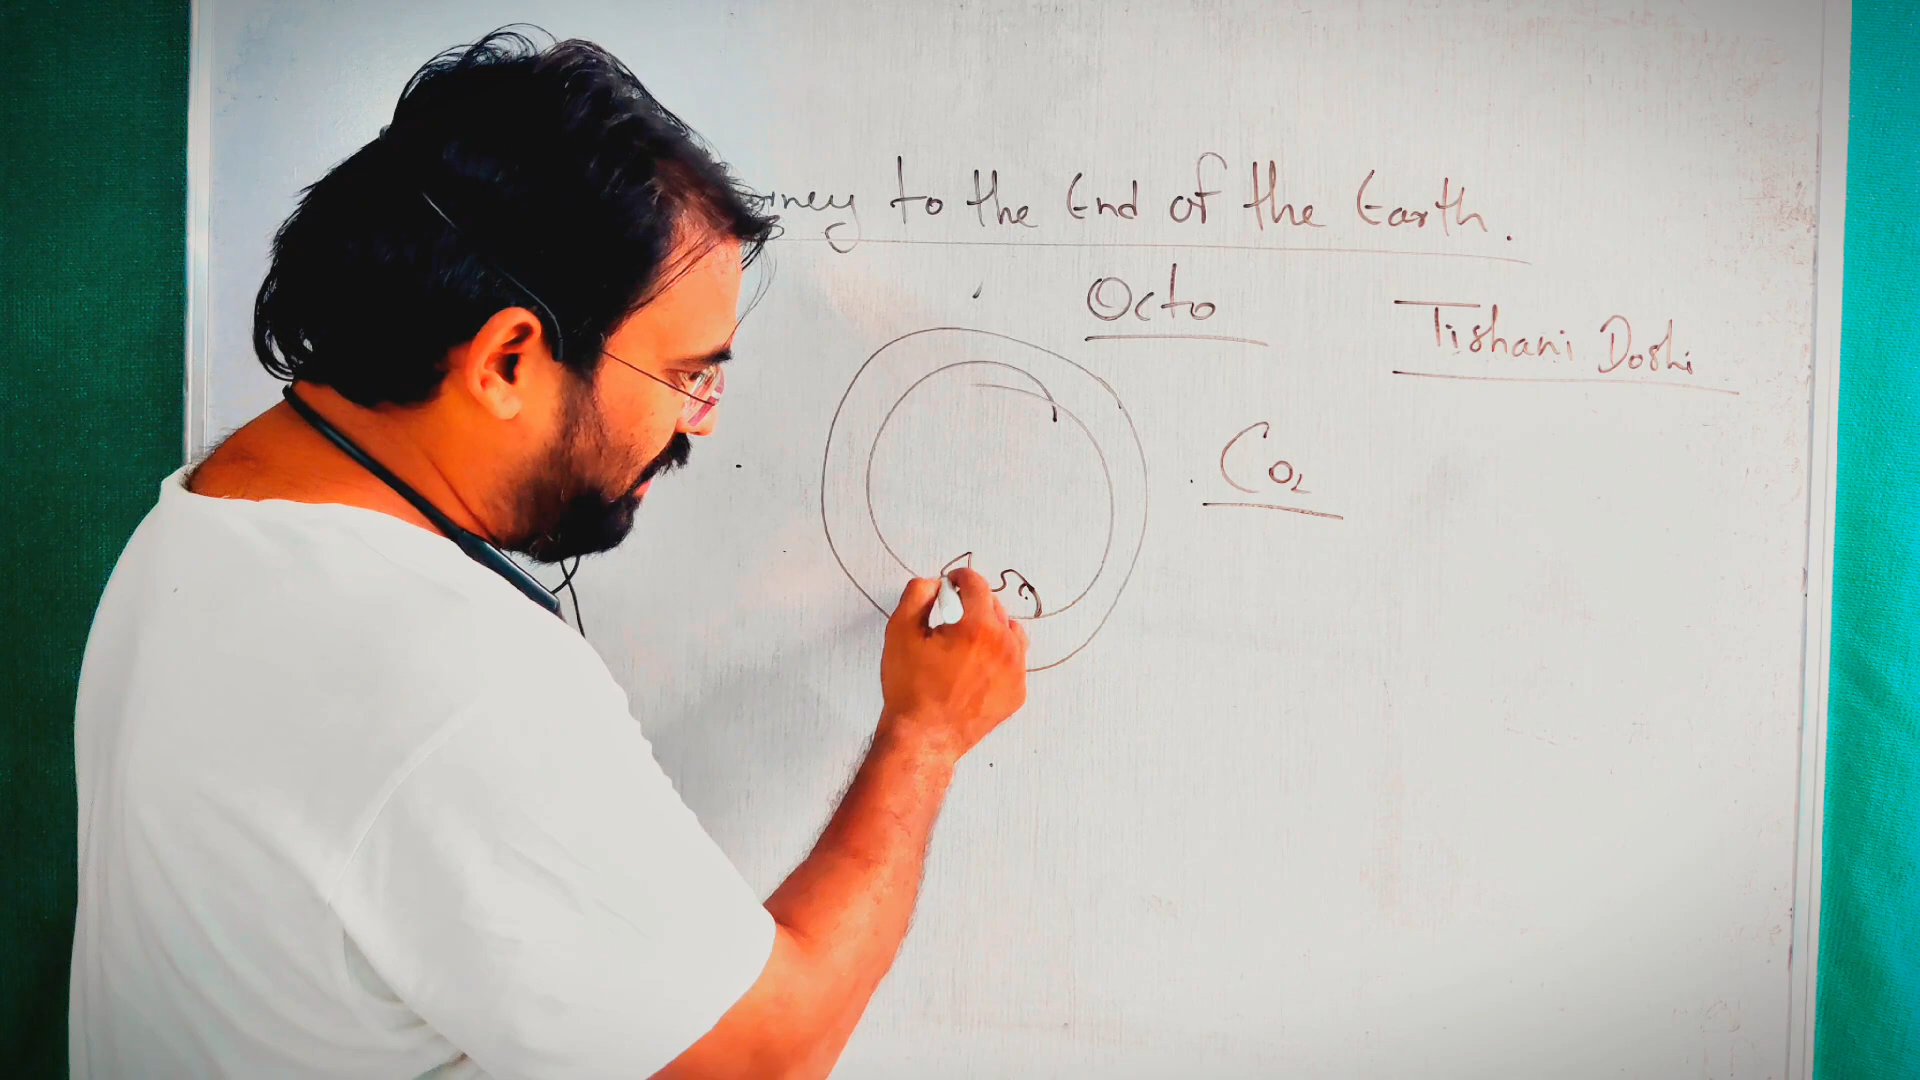 rney to the End of the Earth.
Octo
Tishani Doshi
CO₂